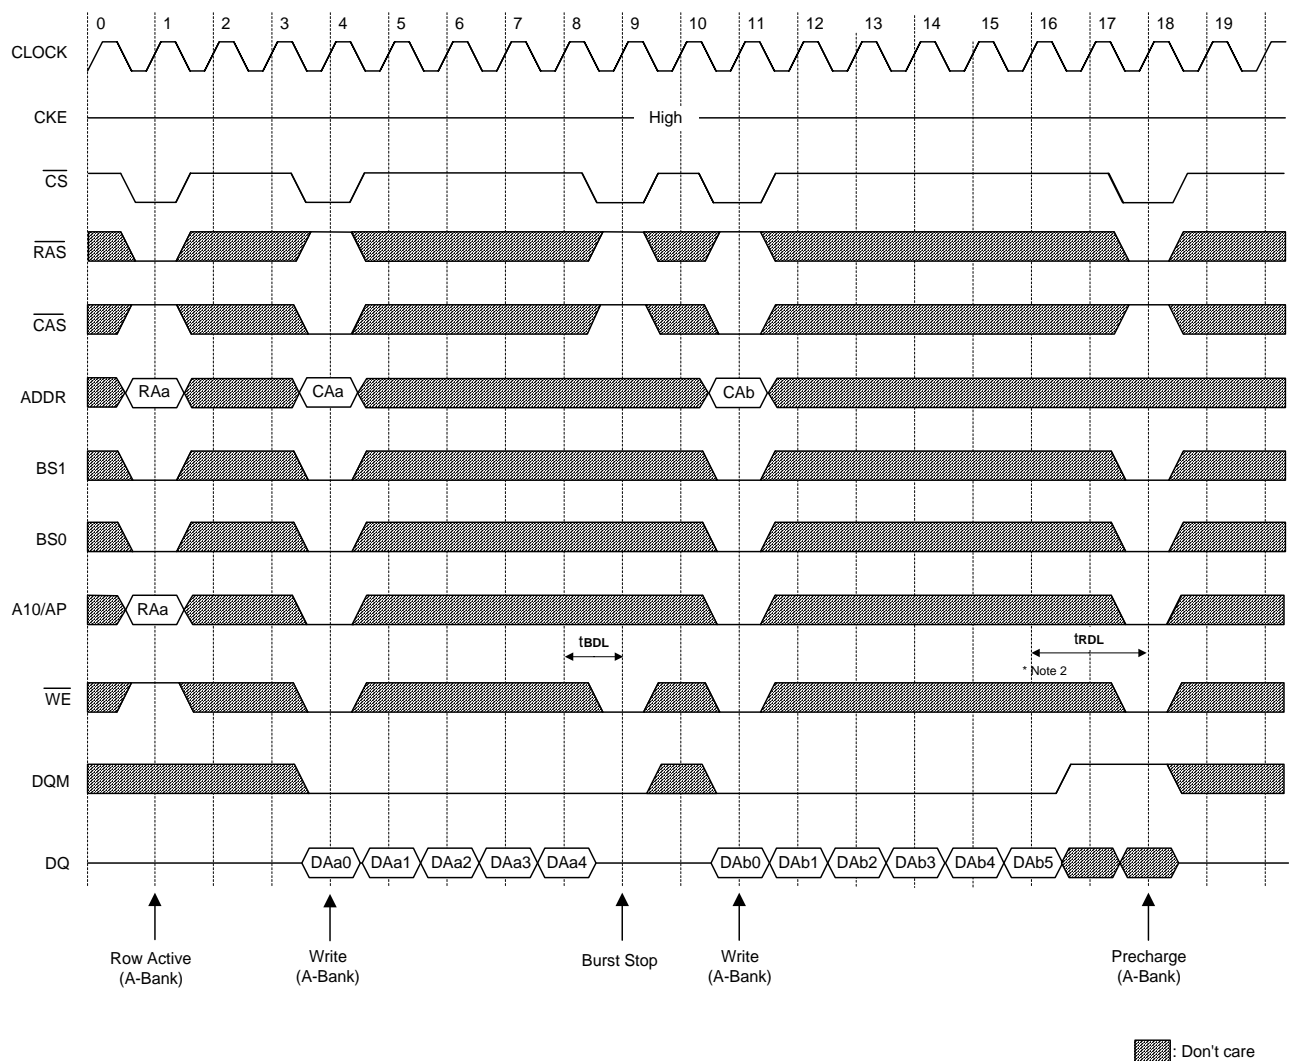 0 1 2 3 4 5 6 7 8 9 10 11 12 13 14 15 16 17 18 19
CLOCK
CKE High
CS
RAS
CAS
ADDR RAa CAa CAb
BS1
BS0
A10/AP RAa
tBDL tRDL
* Note 2
WE
DQM
DQ DAa0 DAa1 DAa2 DAa3 DAa4 DAb0 DAb1 DAb2 DAb3 DAb4 DAb5
Row Active
(A-Bank)
Write
(A-Bank)
Burst Stop
Write
(A-Bank)
Precharge
(A-Bank)
: Don't care